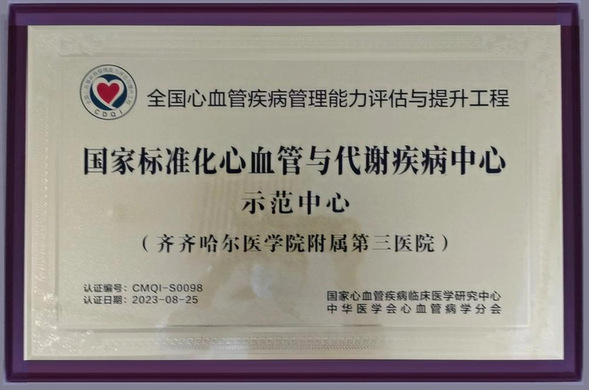 CDQI
全国心血管疾病管理能力评估与提升工程
国家标准化心血管与代谢疾病中心
示范中心
（齐齐哈尔医学院附属第三医院）
认证编号：CMQI-S0098
认证日期：2023-08-25
国家心血管疾病临床医学研究中心
中华医学会心血管病学分会